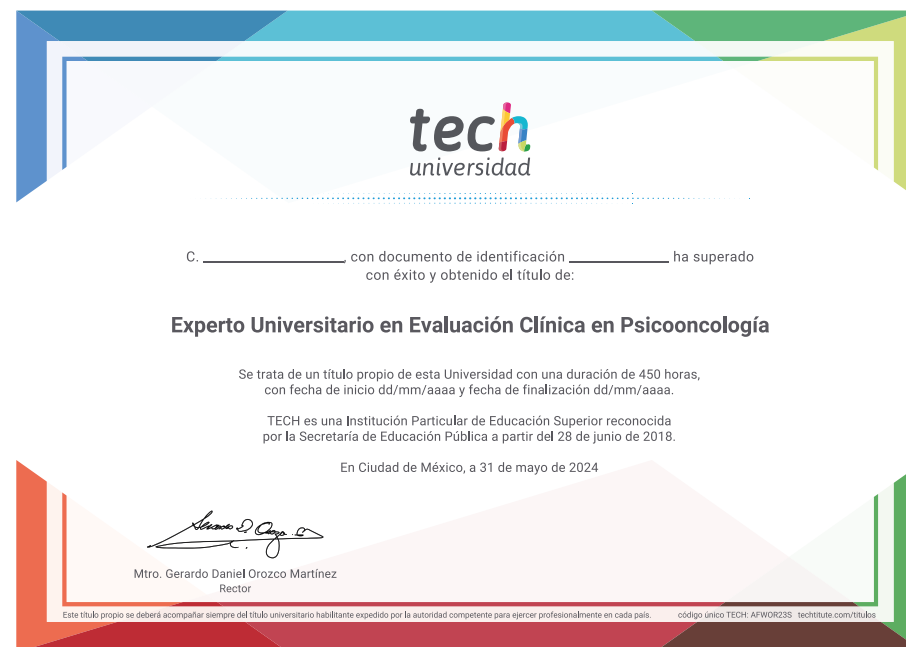 tech
universidad
C. ____________, con documento de identificación ____________ ha superado
con éxito y obtenido el título de:
Experto Universitario en Evaluación Clínica en Psicooncología
Se trata de un título propio de esta Universidad con una duración de 450 horas,
con fecha de inicio dd/mm/aaaa y fecha de finalización dd/mm/aaaa.
TECH es una Institución Particular de Educación Superior reconocida
por la Secretaría de Educación Pública a partir del 28 de junio de 2018.
En Ciudad de México, a 31 de mayo de 2024
Mtro. Gerardo Daniel Orozco Martínez
Rector
Este título propio se deberá acompañar siempre del título universitario habilitante expedido por la autoridad competente para ejercer profesionalmente en cada país. código único TECH: AFWOR23S techtitute.com/titulos